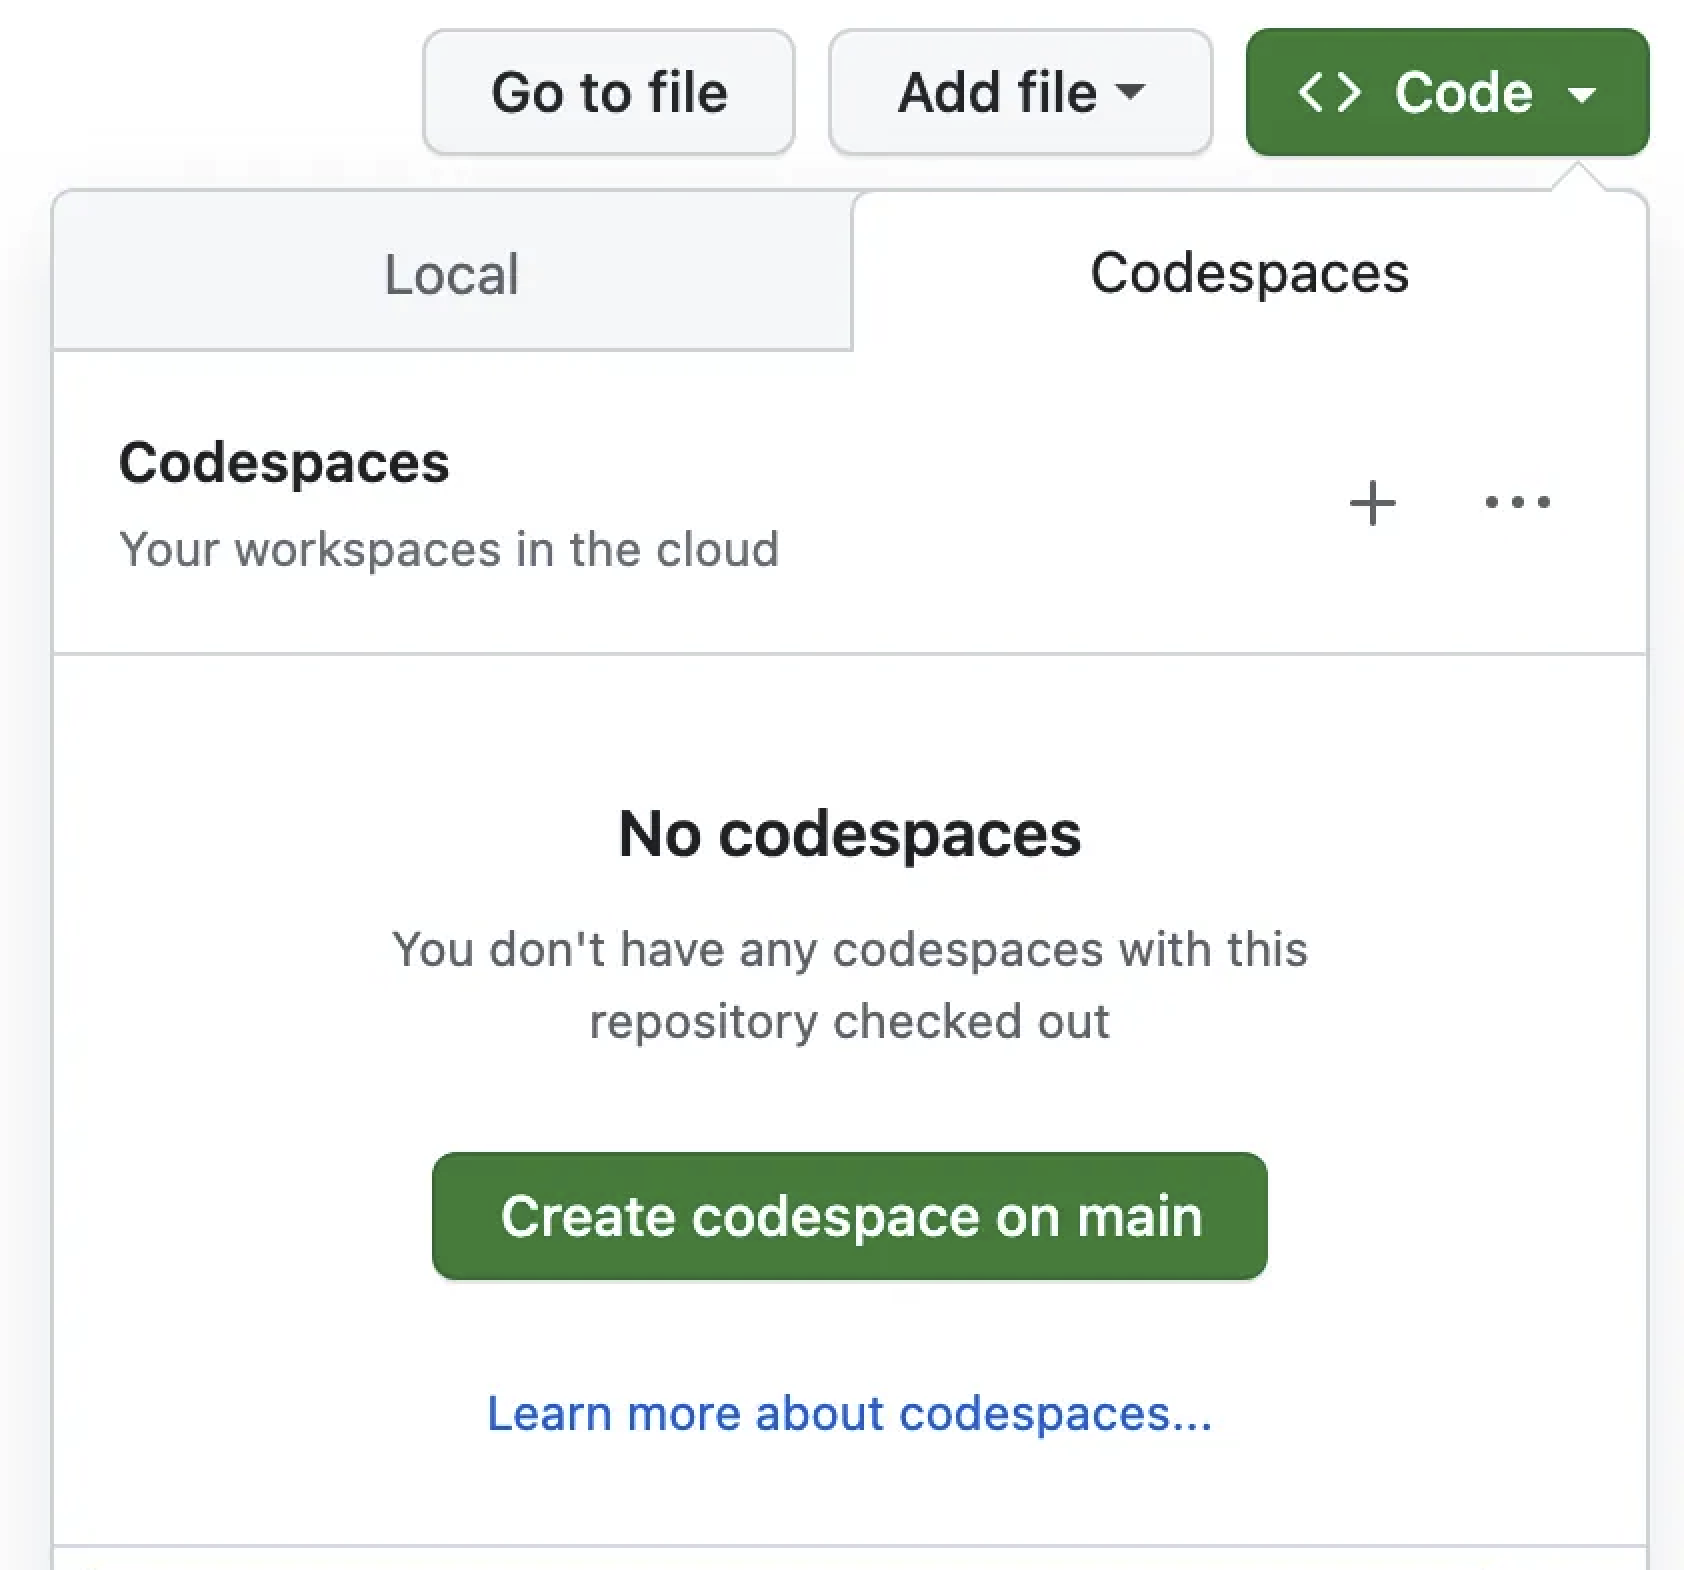 Go to file
Add file
<> Code
Local
Codespaces
Codespaces
Your workspaces in the cloud
No codespaces
You don't have any codespaces with this
repository checked out
Create codespace on main
Learn more about codespaces...